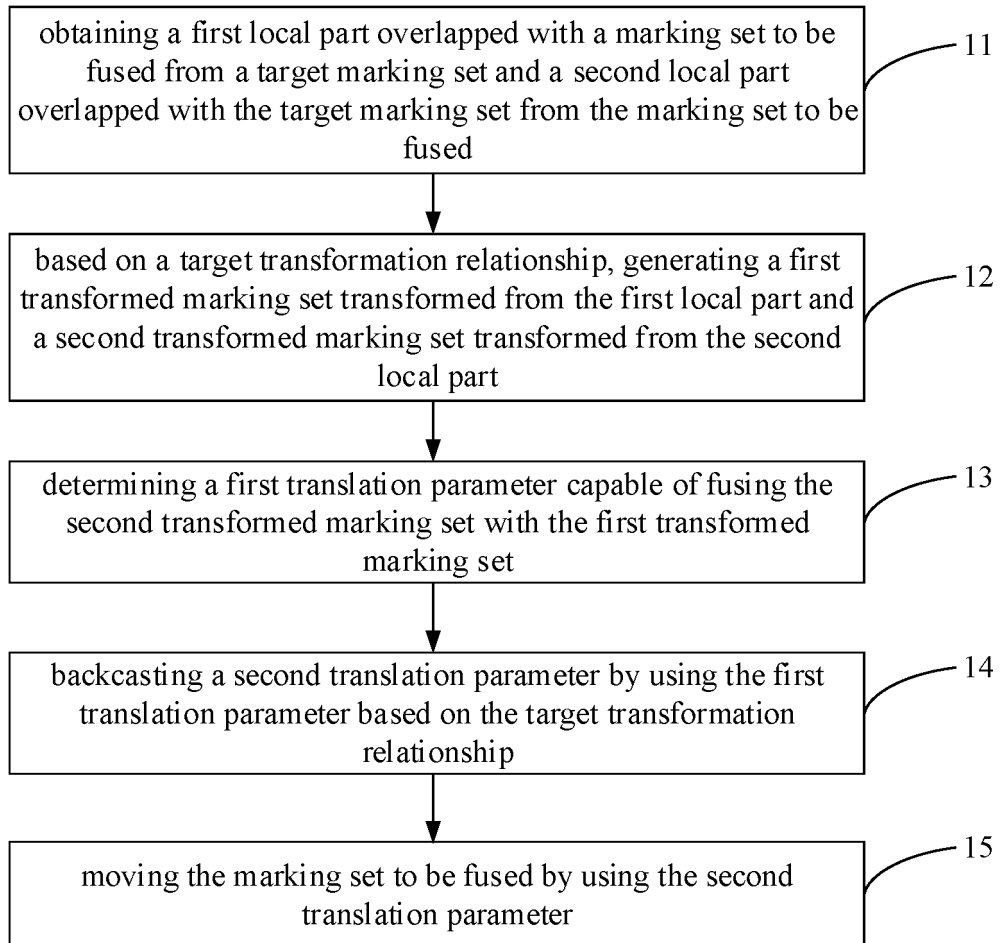 obtaining a first local part overlapped with a marking set to be
fused from a target marking set and a second local part
overlapped with the target marking set from the marking set to be
fused
11
based on a target transformation relationship, generating a first
transformed marking set transformed from the first local part and
a second transformed marking set transformed from the second
local part
12
determining a first translation parameter capable of fusing the
second transformed marking set with the first transformed
marking set
13
backcasting a second translation parameter by using the first
translation parameter based on the target transformation
relationship
14
moving the marking set to be fused by using the second
translation parameter
15